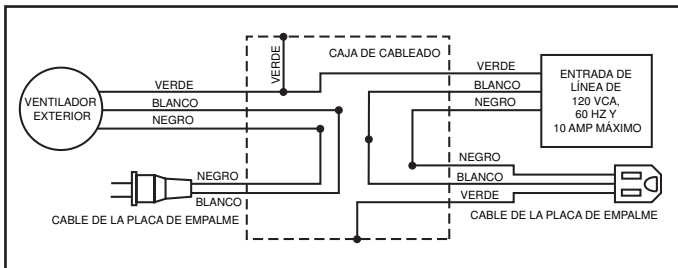 CAJA DE CABLEADO
VERDE
VERDE
BLANCO
NEGRO
VENTILADOR
EXTERIOR
NEGRO
BLANCO
CABLE DE LA PLACA DE EMPALME
VERDE
BLANCO
NEGRO
ENTRADA DE
LÍNEA DE
120 VCA,
60 HZ Y
10 AMP MÁXIMO
NEGRO
BLANCO
VERDE
CABLE DE LA PLACA DE EMPALME